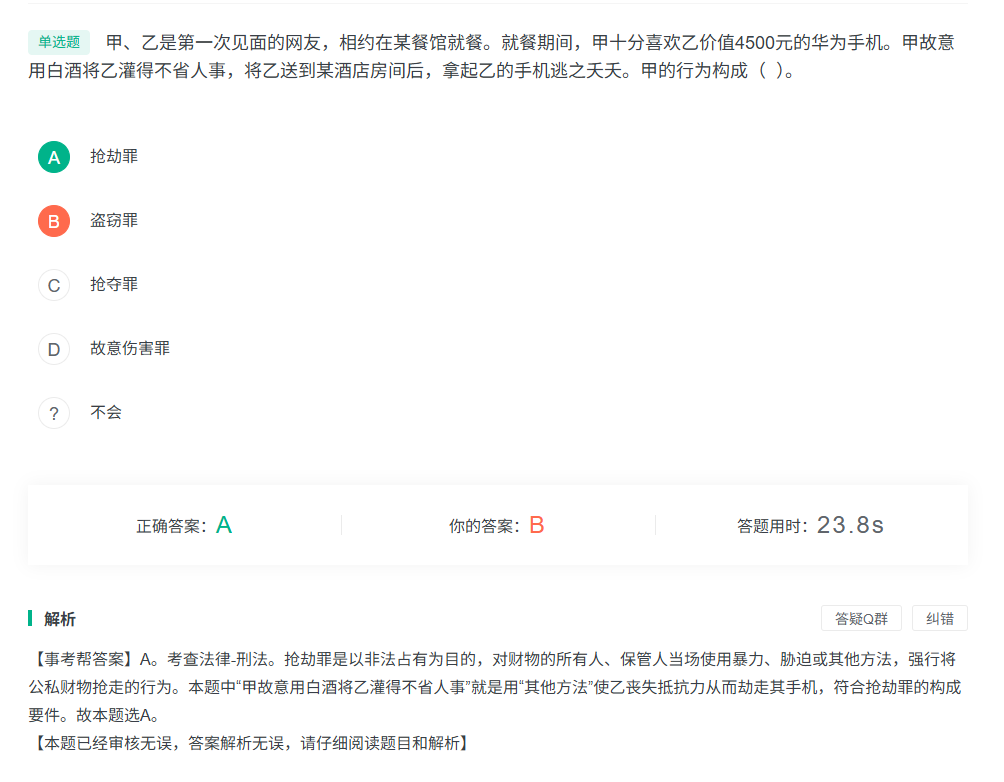 单选题 甲、乙是第一次见面的网友，相约在某餐馆就餐。就餐期间，甲十分喜欢乙价值4500元的华为手机。甲故意
用白酒将乙灌得不省人事，将乙送到某酒店房间后，拿起乙的手机逃之夭夭。甲的行为构成（ ）。
A 抢劫罪
B 盗窃罪
C 抢夺罪
D 故意伤害罪
? 不会
正确答案：A 你的答案：B 答题用时：23.8s
解析 答疑Q群 纠错
【事考帮答案】A。考查法律-刑法。抢劫罪是以非法占有为目的，对财物的所有人、保管人当场使用暴力、胁迫或其他方法，强行将
公私财物抢走的行为。本题中“甲故意用白酒将乙灌得不省人事”就是用“其他方法”使乙丧失抵抗力从而劫走其手机，符合抢劫罪的构成
要件。故本题选A。
【本题已经审核无误，答案解析无误，请仔细阅读题目和解析】